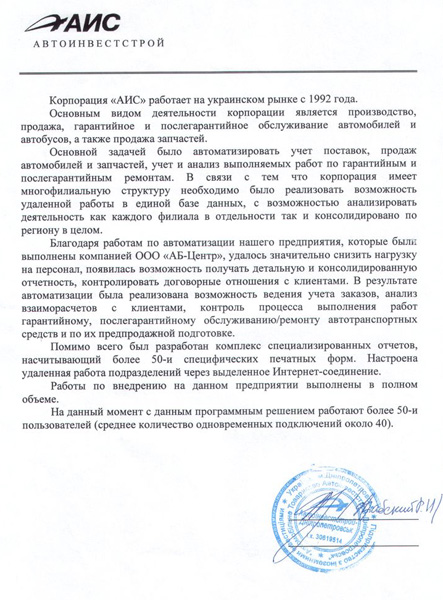 АИС
АВТОИНВЕСТСТРОЙ
Корпорация «АИС» работает на украинском рынке с 1992 года.
Основным видом деятельности корпорации является производство,
продажа, гарантийное и послегарантийное обслуживание автомобилей и
автобусов, а также продажа запчастей.
Основной задачей было автоматизировать учет поставок, продаж
автомобилей и запчастей, учет и анализ выполняемых работ по гарантийным и
послегарантийным ремонтам. В связи с тем что корпорация имеет
многофилиальную структуру необходимо было реализовать возможность
удаленной работы в единой базе данных, с возможностью анализировать
деятельность как каждого филиала в отдельности так и консолидировано по
региону в целом.
Благодаря работам по автоматизации нашего предприятия, которые были
выполнены компанией ООО «АБ-Центр», удалось значительно снизить нагрузку
на персонал, появилась возможность получать детальную и консолидированную
отчетность, контролировать договорные отношения с клиентами. В результате
автоматизации была реализована возможность ведения учета заказов, анализ
взаиморасчетов с клиентами, контроль процесса выполнения работ
гарантийному, послегарантийному обслуживанию/ремонту автотранспортных
средств и по их предпродажной подготовке.
Помимо всего был разработан комплекс специализированных отчетов,
насчитывающий более 50-и специфических печатных форм. Настроена
удаленная работа подразделений через выделенное Интернет-соединение.
Работы по внедрению на данном предприятии выполнены в полном
объеме.
На данный момент с данным программным решением работают более 50-и
пользователей (среднее количество одновременных подключений около 40).
Дніпропетровськ
к. 30619514